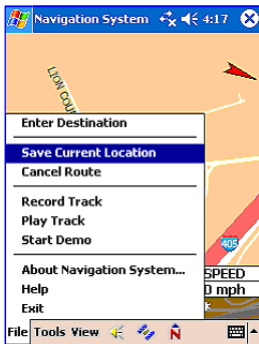 Navigation System 4:17
LION COU
Enter Destination
Save Current Location
Cancel Route
Record Track
Play Track
Start Demo
405
About Navigation System...
Help
Exit
SPEED
0 mph
File Tools View N